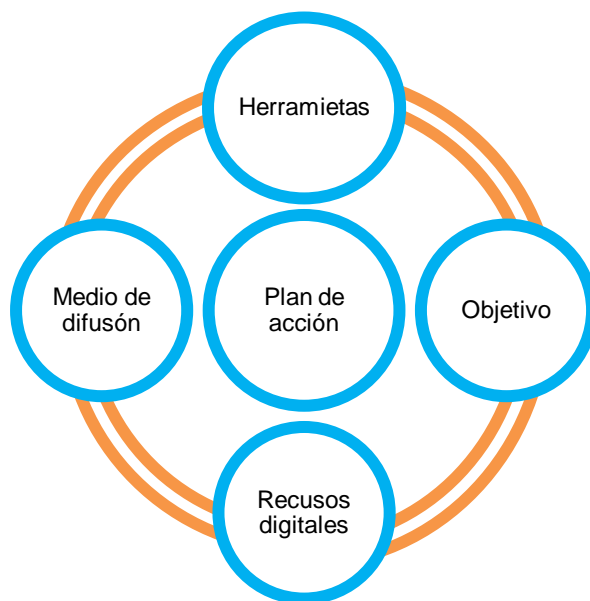 Herramietas
Medio de
difusón
Plan de
acción
Objetivo
Recusos
digitales